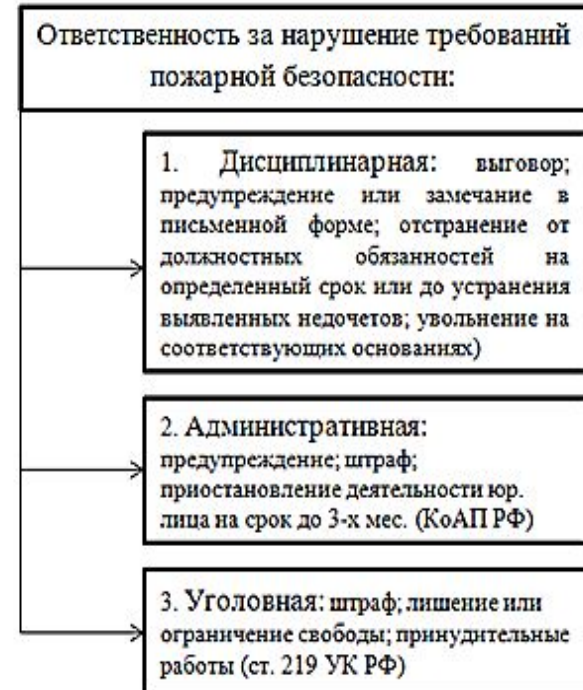 Ответственность за нарушение требований
пожарной безопасности:
1. Дисциплинарная: выговор;
предупреждение или замечание в
письменной форме; отстранение от
должностных обязанностей на
определенный срок или до устранения
выявленных недочетов; увольнение на
соответствующих основаниях)
2. Административная:
предупреждение; штраф;
приостановление деятельности юр.
лица на срок до 3-х мес. (КоАП РФ)
3. Уголовная: штраф; лишение или
ограничение свободы; принудительные
работы (ст. 219 УК РФ)